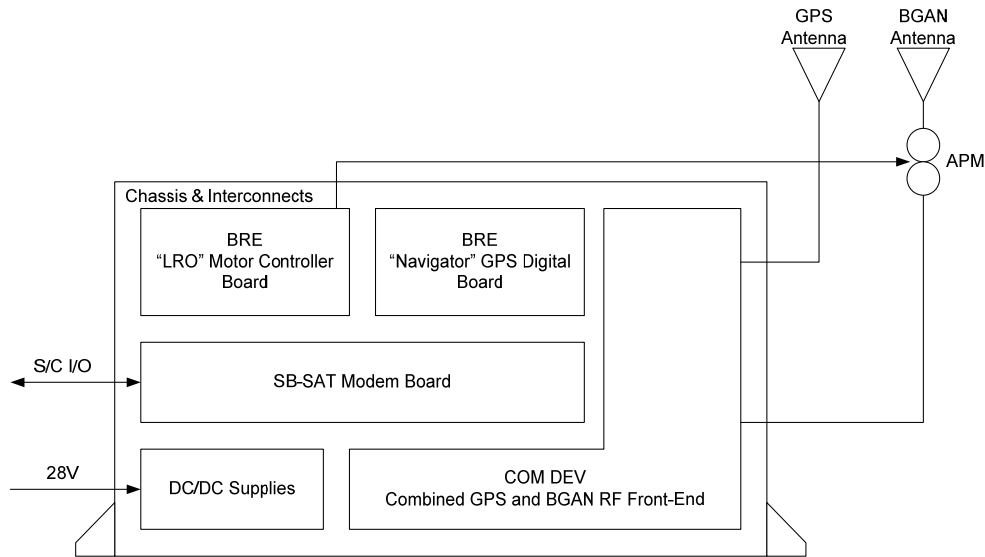 GPS
Antenna
BGAN
Antenna
APM
Chassis & Interconnects
BRE
“LRO” Motor Controller
Board
BRE
“Navigator” GPS Digital
Board
S/C I/O
SB-SAT Modem Board
28V
DC/DC Supplies
COM DEV
Combined GPS and BGAN RF Front-End